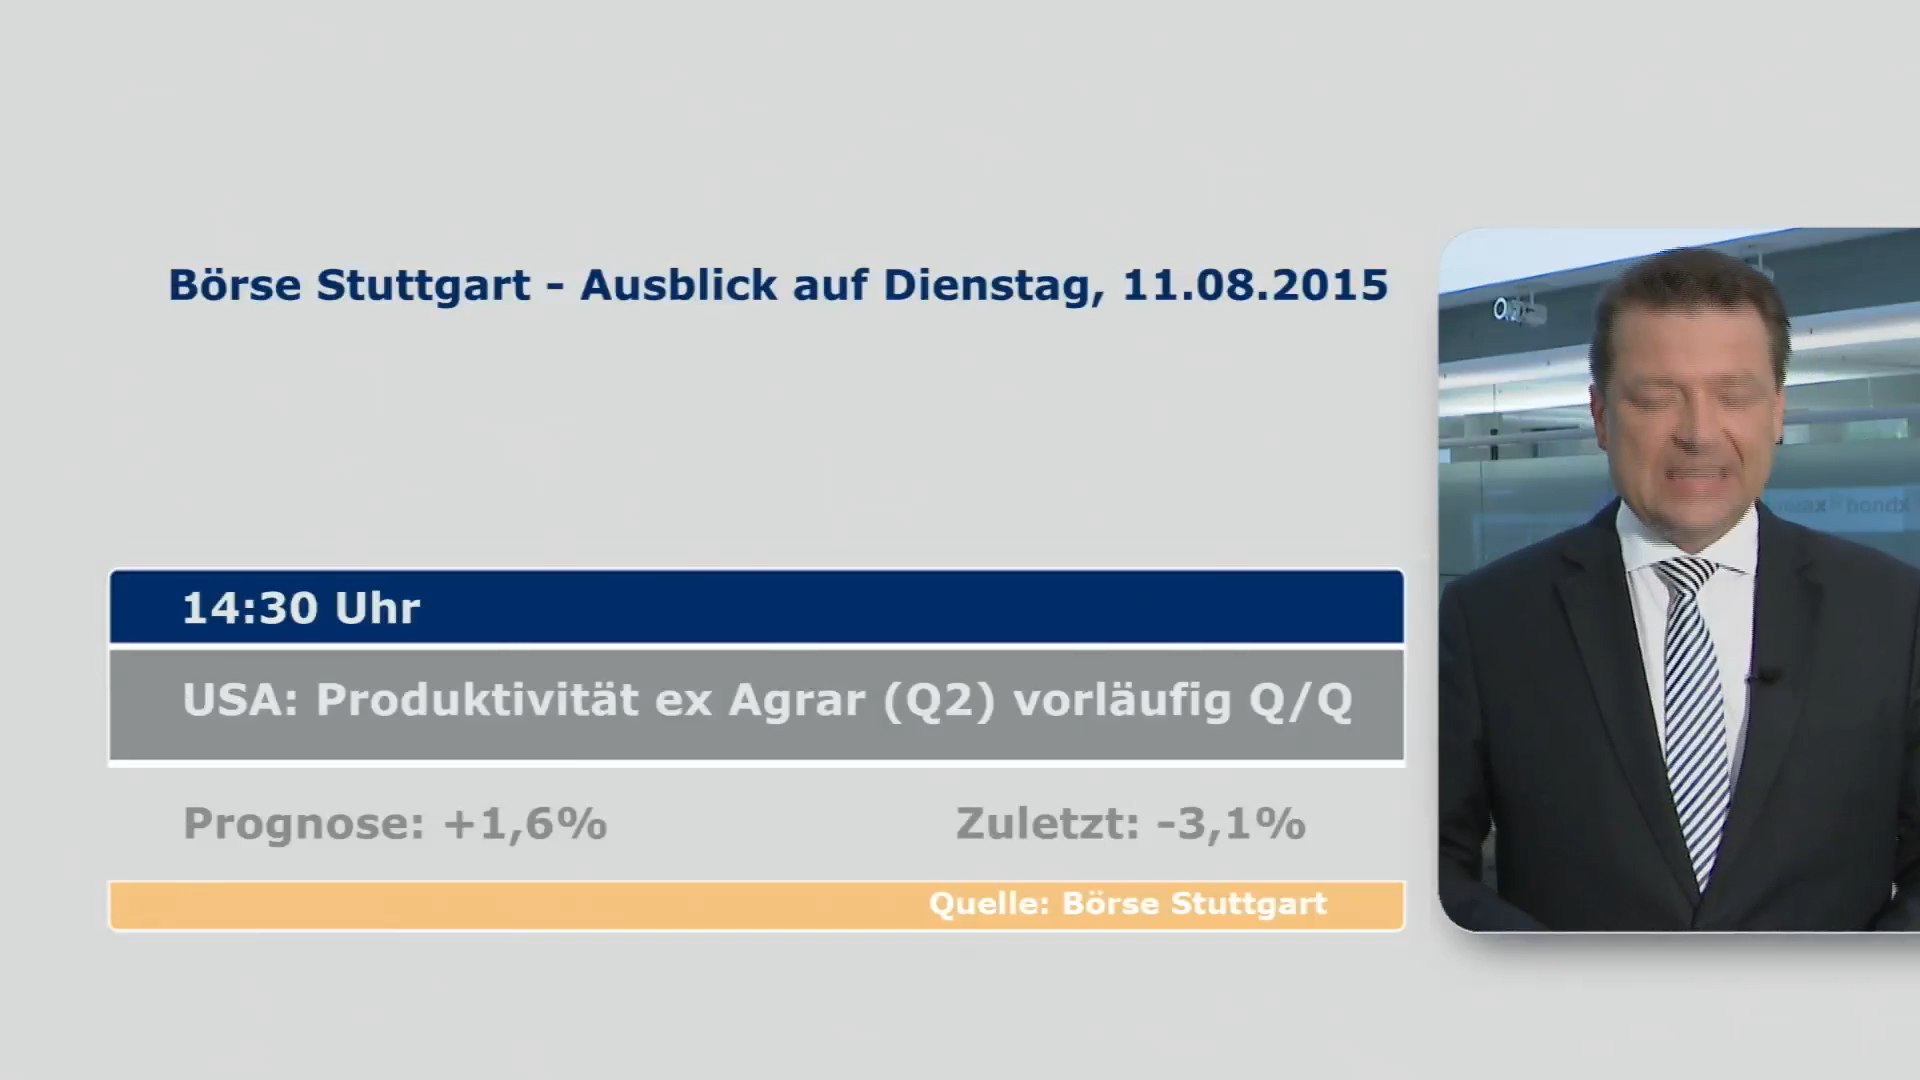 Börse Stuttgart - Ausblick auf Dienstag, 11.08.2015
14:30 Uhr
USA: Produktivität ex Agrar (Q2) vorläufig Q/Q
Prognose: +1,6%
Zuletzt: -3,1%
Quelle: Börse Stuttgart